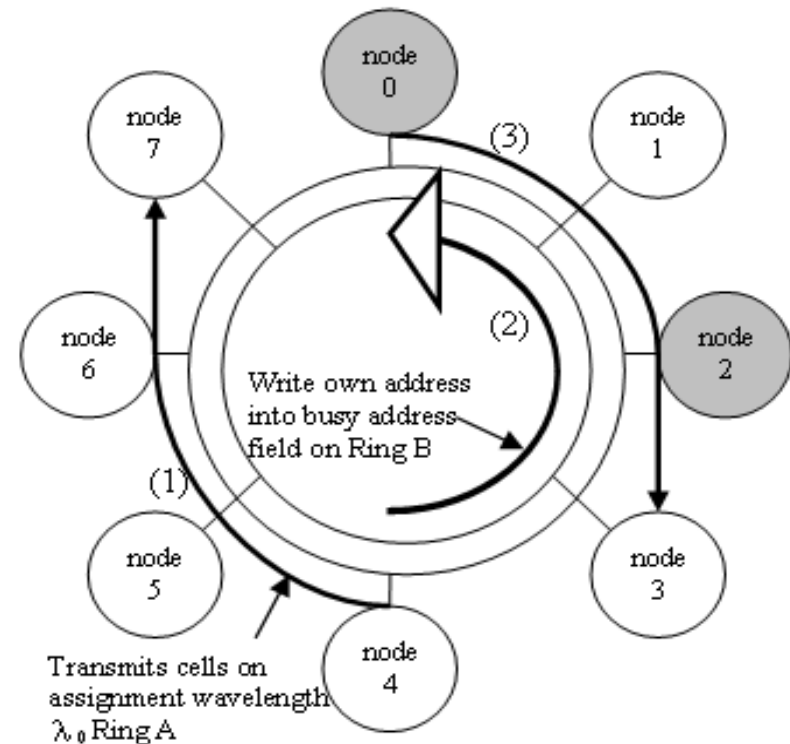 node
0
node
7
(3)
node
1
(2)
node
6
node
2
Write own address
into busy address
field on Ring B
(1)
node
5
node
3
node
4
Transmits cells on
assignment wavelength
λ₀ Ring A